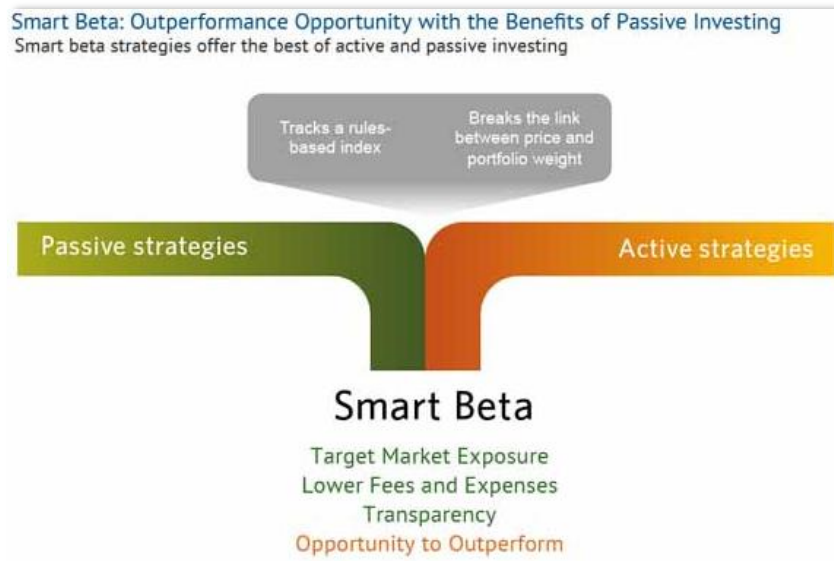 Smart Beta: Outperformance Opportunity with the Benefits of Passive Investing
Smart beta strategies offer the best of active and passive investing
Tracks a rules-
based index
Breaks the link
between price and
portfolio weight
Passive strategies
Active strategies
Smart Beta
Target Market Exposure
Lower Fees and Expenses
Transparency
Opportunity to Outperform